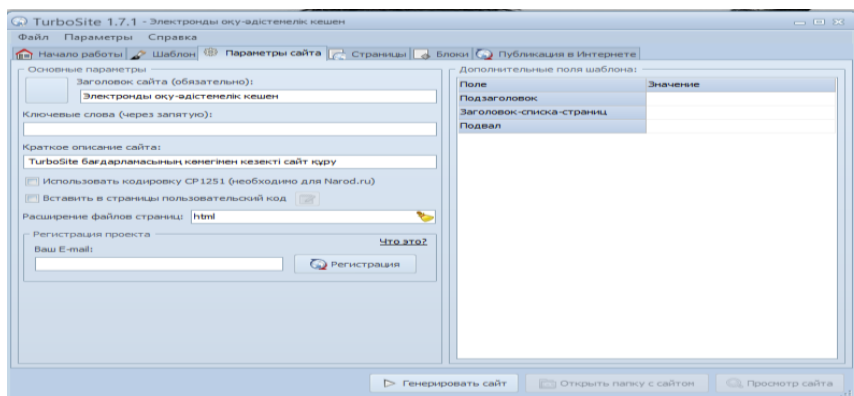 TurboSite 1.7.1 - Электронды оқу-әдістенелік кешен
Файл Параметры Справка
Начало работы Шаблон Параметры сайта Страницы Блоки Публикация в Интернете
Основные параметры
Заголовок сайта (обязательно):
Электронды оқу-әдістенелік кешен
Ключевые слова (через запятую):
Краткое описание сайта:
TurboSite бағдарламасының көмегімен кезекті сайт құру
Использовать кодировку CP1251 (необходимо для Narod.ru)
Вставить в страницы пользовательский код
Расширение файлов страниц: html
Регистрация проекта
Что это?
Ваш E-mail:
Регистрация
Дополнительные поля шаблона:
Поле Значение
Подзаголовок
Заголовок-списка-страниц
Подвал
Генерировать сайт Открыть папку с сайтом Просмотр сайта